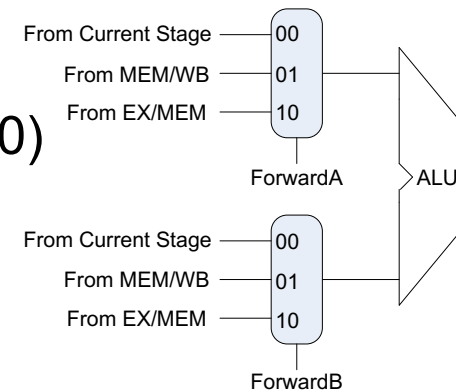 From Current Stage 00
From MEM/WB 01
From EX/MEM 10
0)
ForwardA
ALU
From Current Stage 00
From MEM/WB 01
From EX/MEM 10
ForwardB